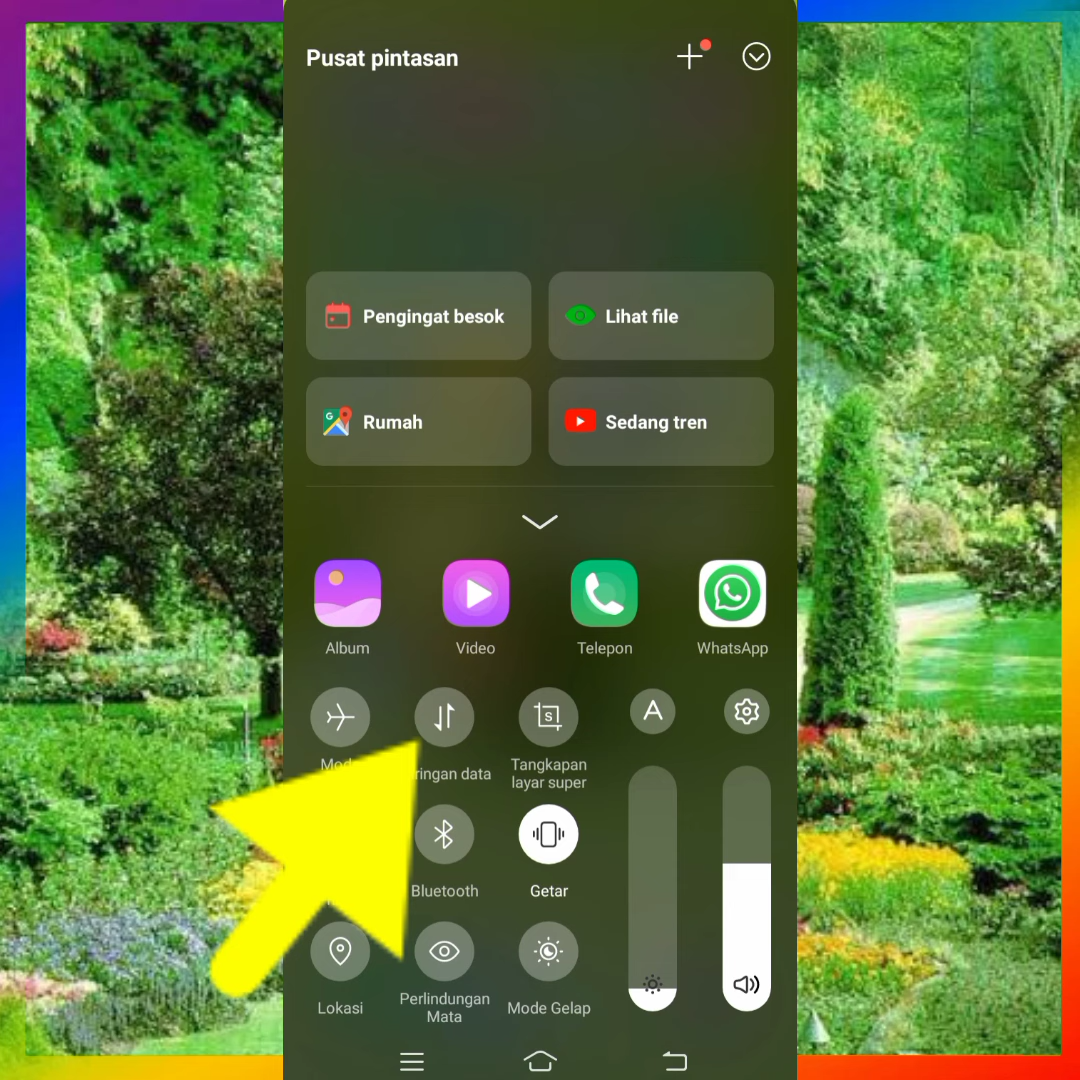 Pusat pintasan
Pengingat besok
Lihat file
Rumah
Sedang tren
Album
Video
Telepon
WhatsApp
Tangkapan
layar super
data
Bluetooth
Getar
Lokasi
Perlindungan
Mata
Mode Gelap